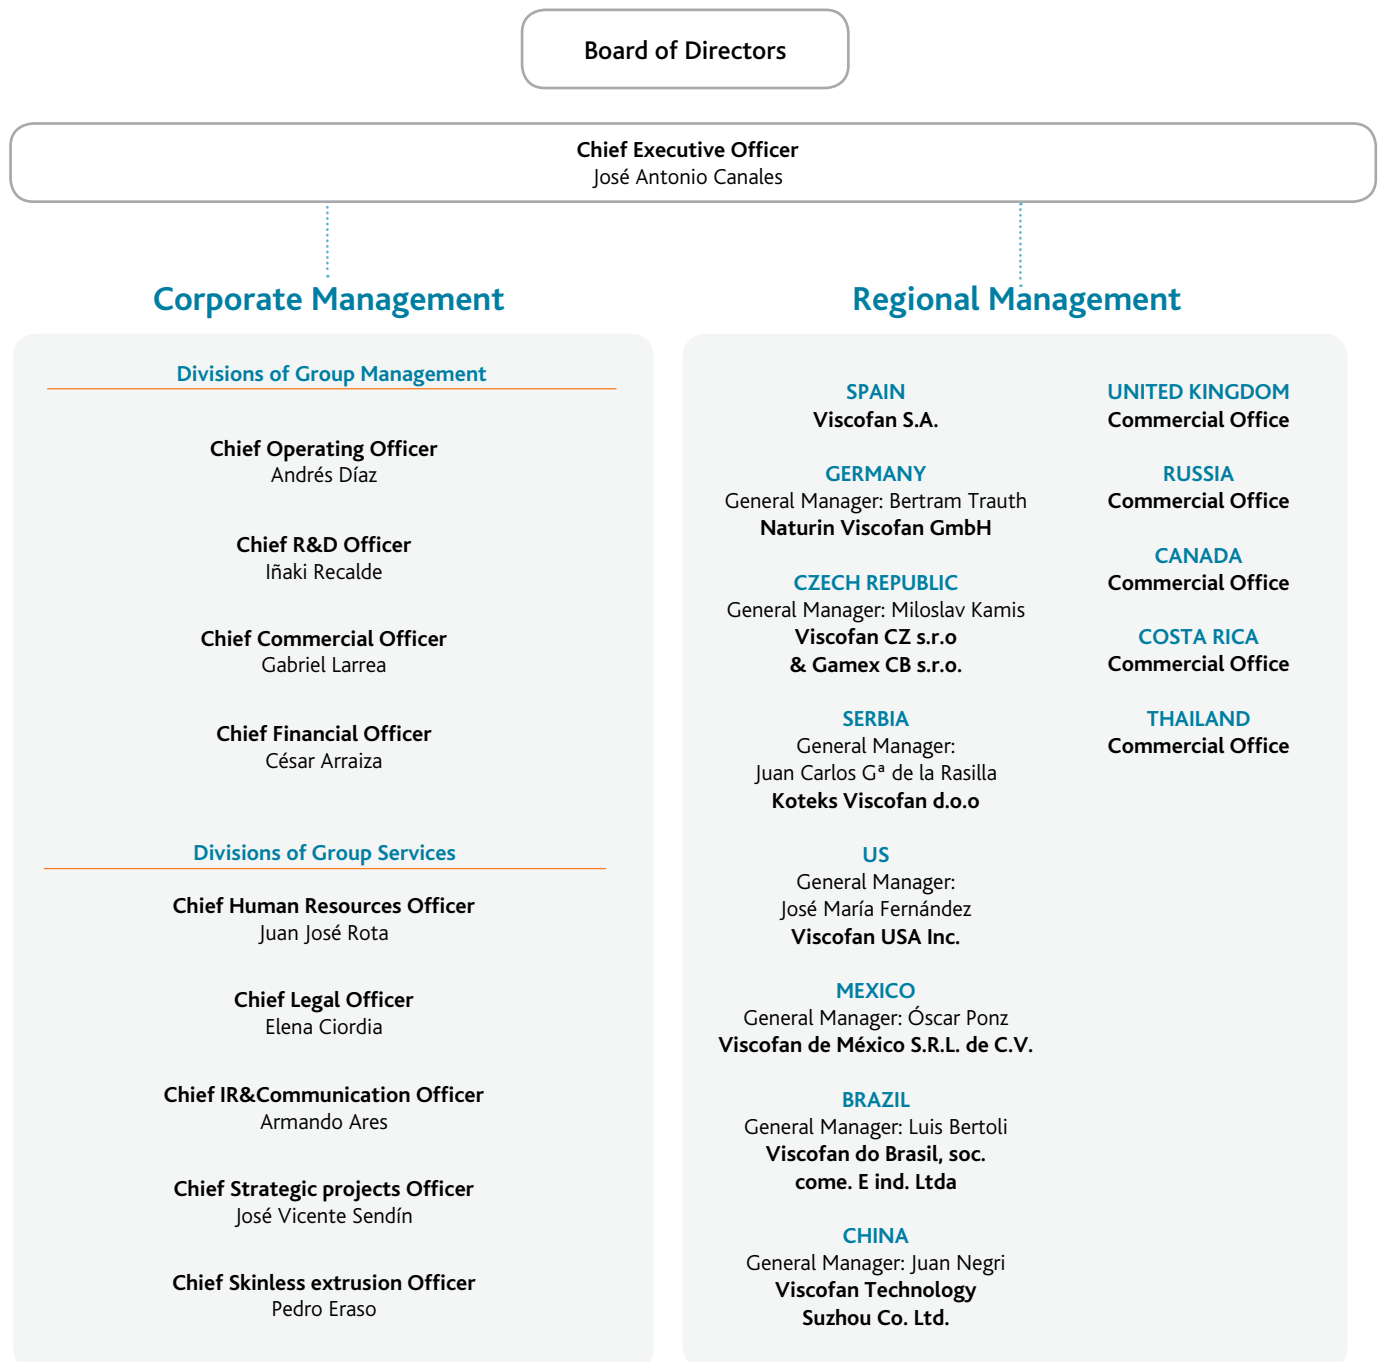 Board of Directors
Chief Executive Officer
José Antonio Canales
Corporate Management
Divisions of Group Management
Chief Operating Officer
Andrés Díaz
Chief R&D Officer
Iñaki Recalde
Chief Commercial Officer
Gabriel Larrea
Chief Financial Officer
César Arraiza
Divisions of Group Services
Chief Human Resources Officer
Juan José Rota
Chief Legal Officer
Elena Ciordia
Chief IR&Communication Officer
Armando Ares
Chief Strategic projects Officer
José Vicente Sendín
Chief Skinless extrusion Officer
Pedro Eraso
Regional Management
SPAIN
Viscofan S.A.
GERMANY
General Manager: Bertram Trauth
Naturin Viscofan GmbH
CZECH REPUBLIC
General Manager: Miloslav Kamis
Viscofan CZ s.r.o
& Gamex CB s.r.o.
SERBIA
General Manager:
Juan Carlos Gª de la Rasilla
Koteks Viscofan d.o.o
US
General Manager:
José María Fernández
Viscofan USA Inc.
MEXICO
General Manager: Óscar Ponz
Viscofan de México S.R.L. de C.V.
BRAZIL
General Manager: Luis Bertoli
Viscofan do Brasil, soc.
come. E ind. Ltda
CHINA
General Manager: Juan Negri
Viscofan Technology
Suzhou Co. Ltd.
UNITED KINGDOM
Commercial Office
RUSSIA
Commercial Office
CANADA
Commercial Office
COSTA RICA
Commercial Office
THAILAND
Commercial Office